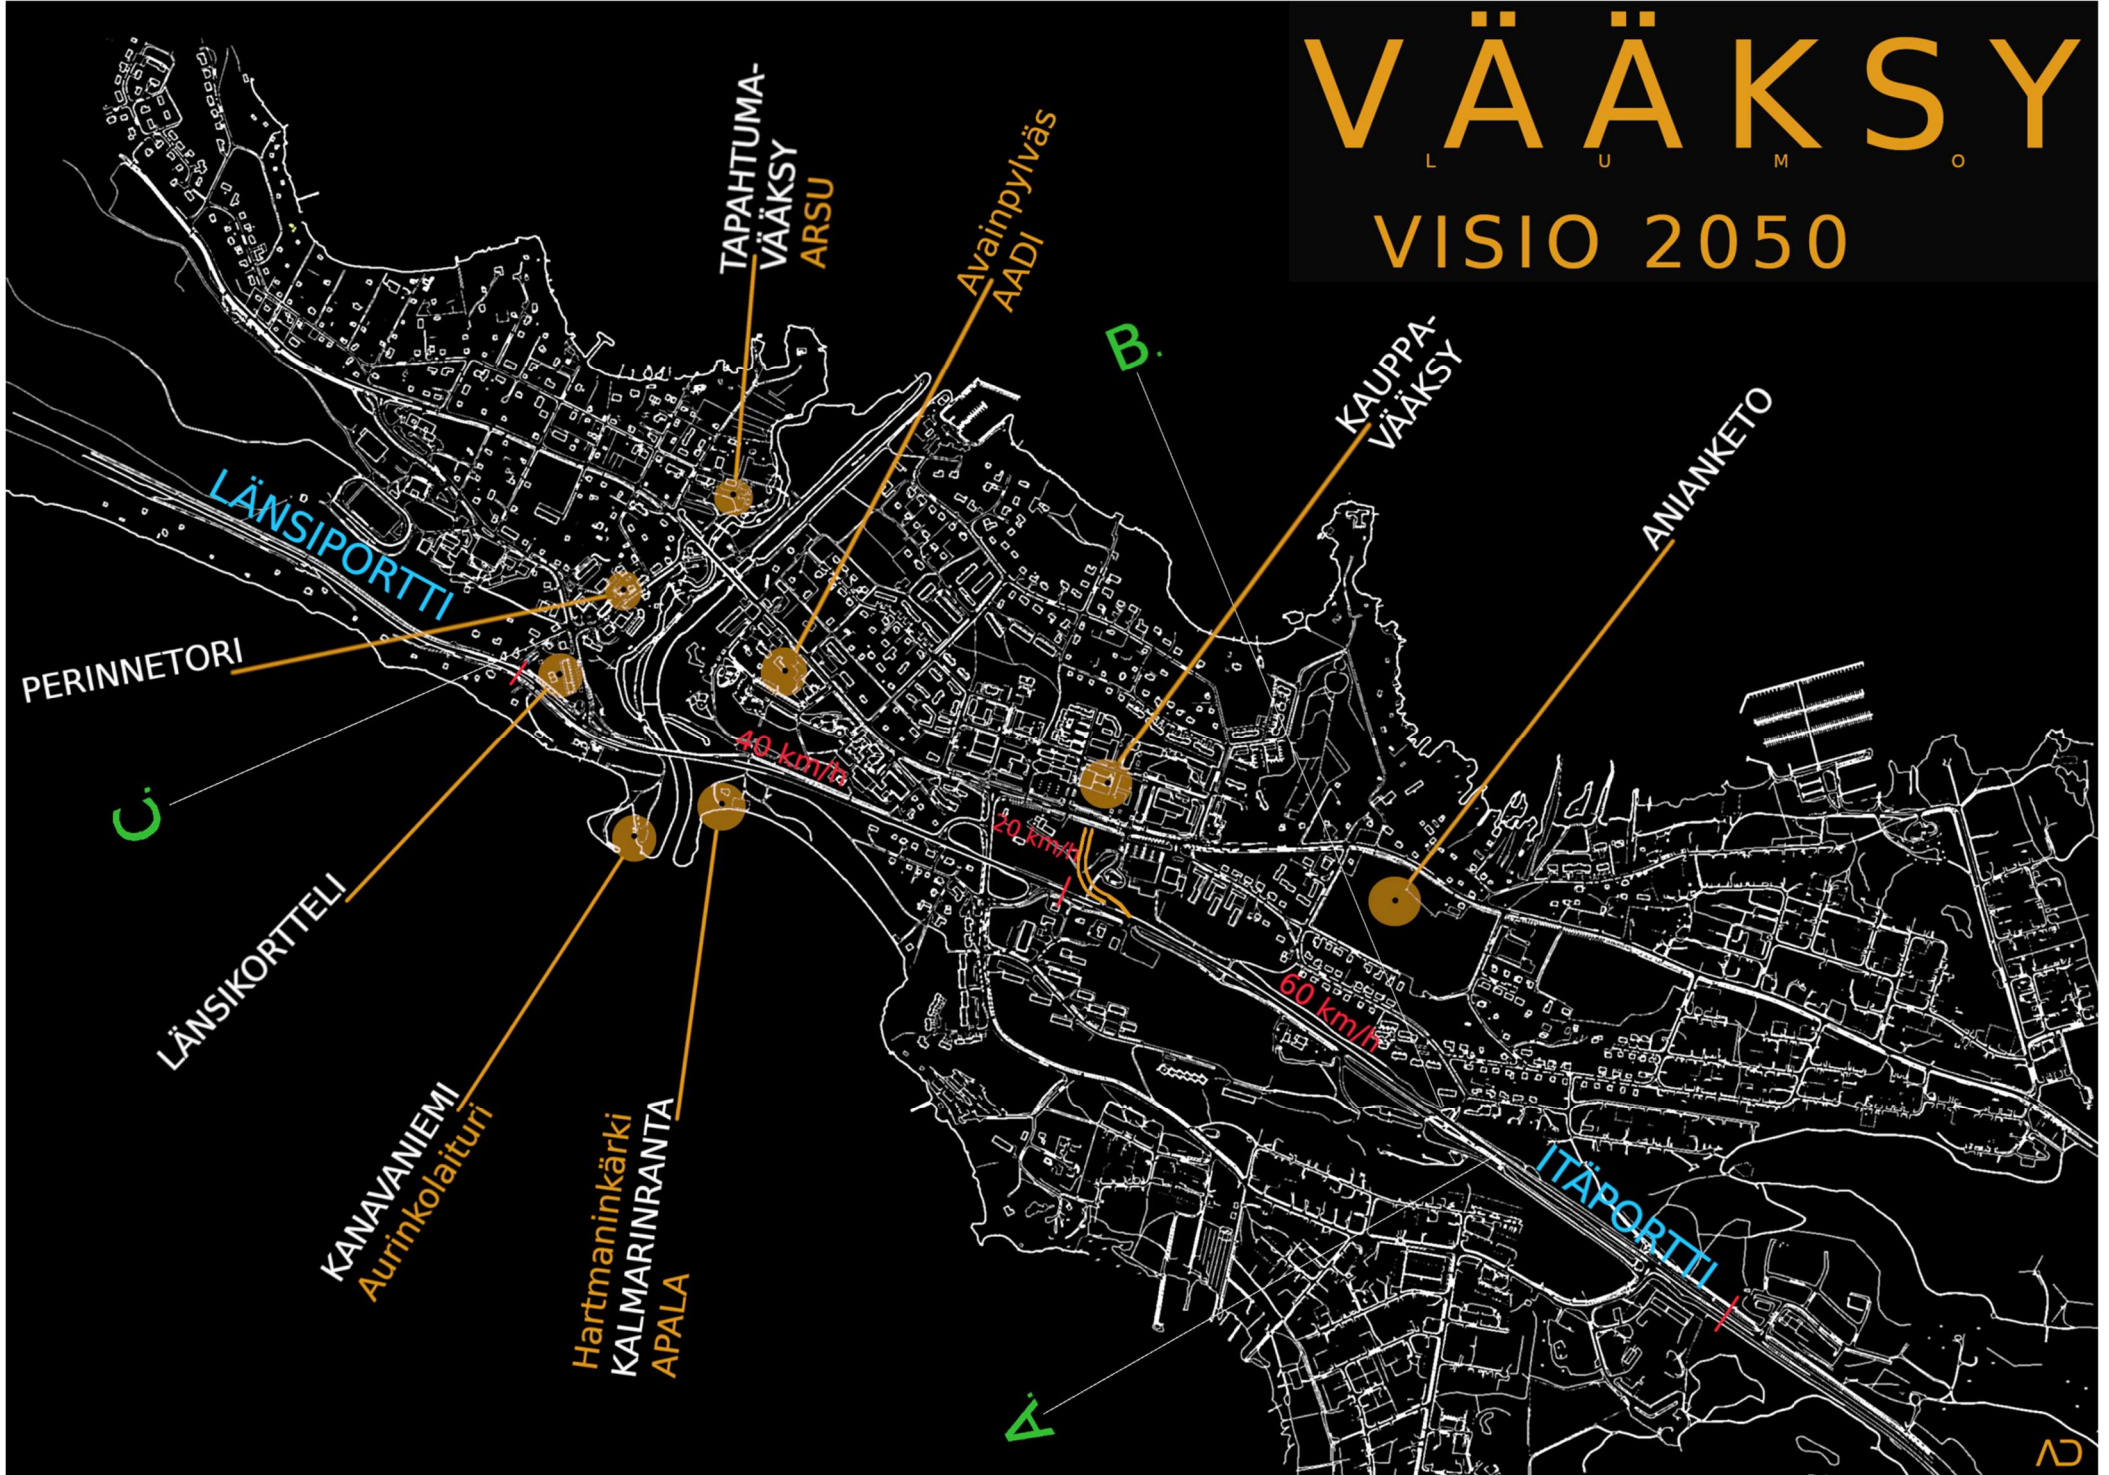 VÄÄKSY
L U M O
VISIO 2050
TAPAHTUMA-
VÄÄKSY
ARSU
Avainpylväs
AADI
B.
KAUPPA-
VÄÄKSY
ANIANKETO
LÄNSIPORTTI
PERINNETORI
C.
40 km/h
20 km/h
LÄNSIKORTTELI
60 km/h
KANAVANIEMI
Aurinkolaituri
Hartmaninkärki
KALMARINRANTA
APALA
ITÄPORTTI
A.
AD